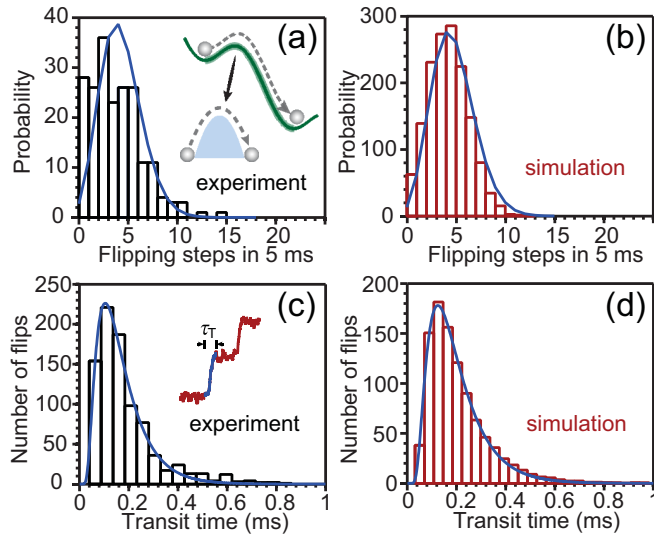 (a)
40
30
20
10
0
Probability
experiment
0 5 10 15 20
Flipping steps in 5 ms
(b)
300
200
100
0
Probability
simulation
0 5 10 15 20
Flipping steps in 5 ms
(c)
250
200
150
100
50
0
Number of flips
τT
experiment
0 0.2 0.4 0.6 0.8 1
Transit time (ms)
(d)
200
150
100
50
0
Number of flips
simulation
0 0.2 0.4 0.6 0.8 1
Transit time (ms)